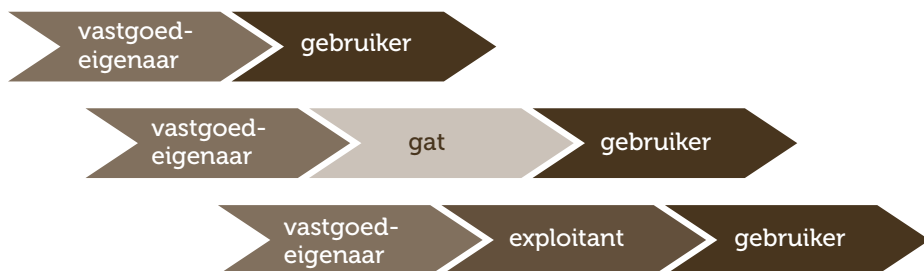 vastgoed-
eigenaar
gebruiker
vastgoed-
eigenaar
gat
gebruiker
vastgoed-
eigenaar
exploitant
gebruiker